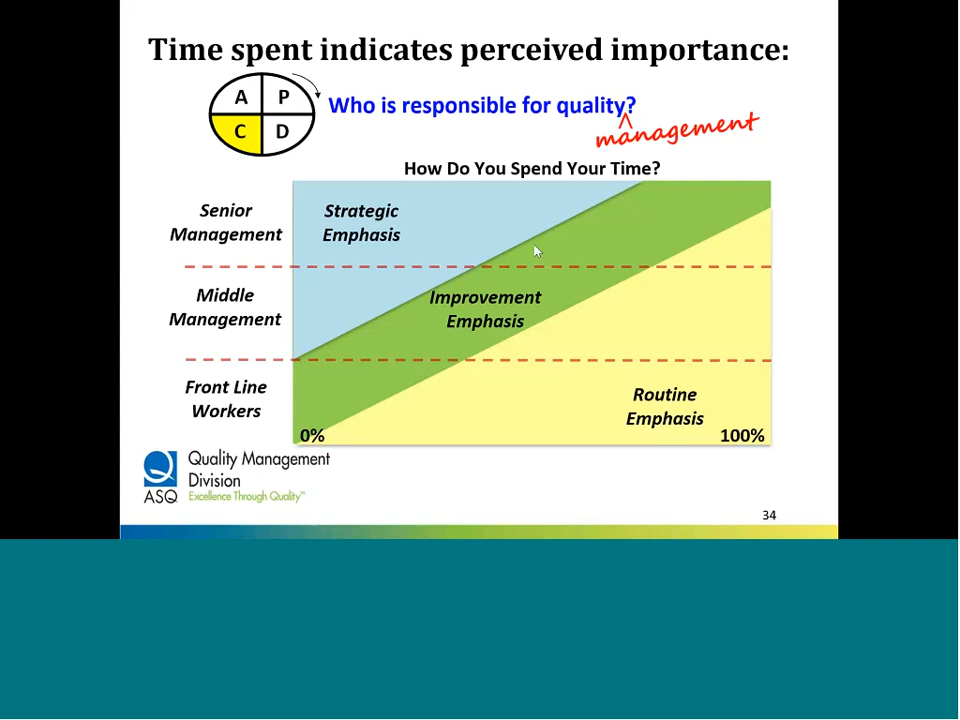 Time spent indicates perceived importance:
A P
C D
Who is responsible for quality?
^
management
How Do You Spend Your Time?
Senior
Management
Strategic
Emphasis
Middle
Management
Improvement
Emphasis
Front Line
Workers
Routine
Emphasis
0%
100%
ASQ
Quality Management
Division
Excellence Through Quality™
34